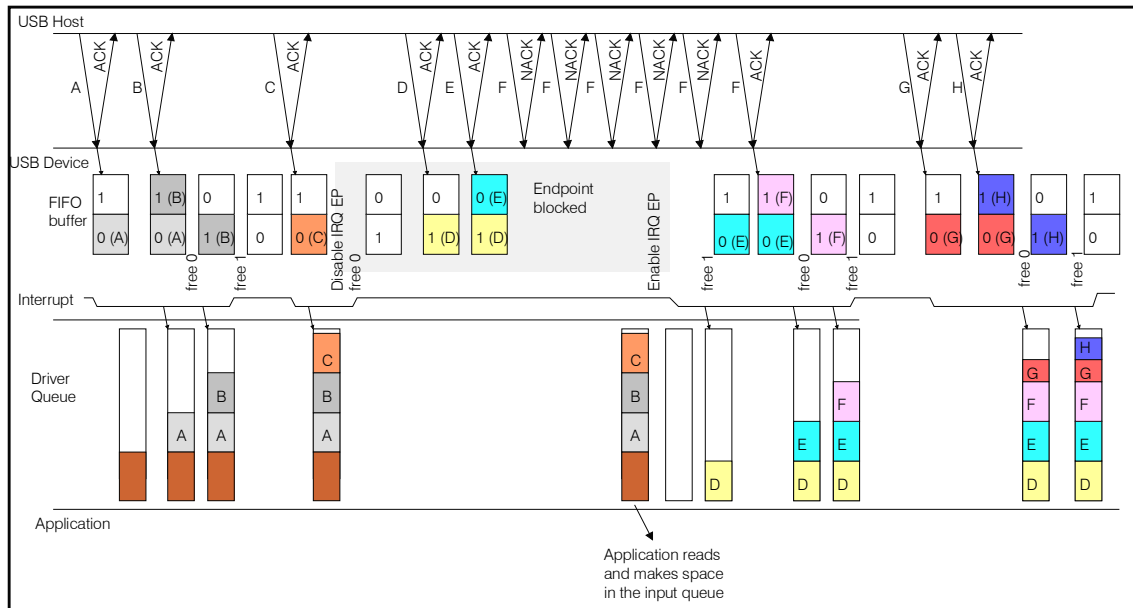 USB Host
A ACK B ACK C ACK D ACK E ACK F NACK F NACK F NACK F NACK F NACK F ACK G ACK H ACK
USB Device
FIFO
buffer
1 1 (B) 0 1 1 0 0 0 (E) 1 1 (F) 0 1 1 1 (H) 0 1
0 (A) 0 (A) 1 (B) 0 0 (C) 1 1 (D) 1 (D) 0 (E) 0 (E) 1 (F) 0 0 (G) 0 (G) 1 (H) 0
Endpoint
blocked
free 0
free 1
Disable IRQ EP
free 0
Enable IRQ EP
free 1
free 0
free 1
free 0
free 1
Interrupt
Driver
Queue
A
B
A
C
B
A
C
B
A
D
E
D
F
E
D
G
F
E
D
H
G
F
E
D
Application
Application reads
and makes space
in the input queue